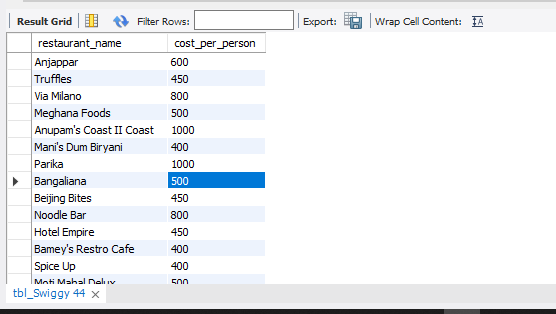 Result Grid Filter Rows: Export: Wrap Cell Content:
restaurant_name cost_per_person
Anjappar 600
Truffles 450
Via Milano 800
Meghana Foods 500
Anupam's Coast II Coast 1000
Mani's Dum Biryani 400
Parika 1000
Bangaliana 500
Beijing Bites 450
Noodle Bar 800
Hotel Empire 450
Barney's Restro Cafe 400
Spice Up 400
Moti Mahal Delux 500
tbl_Swiggy 44